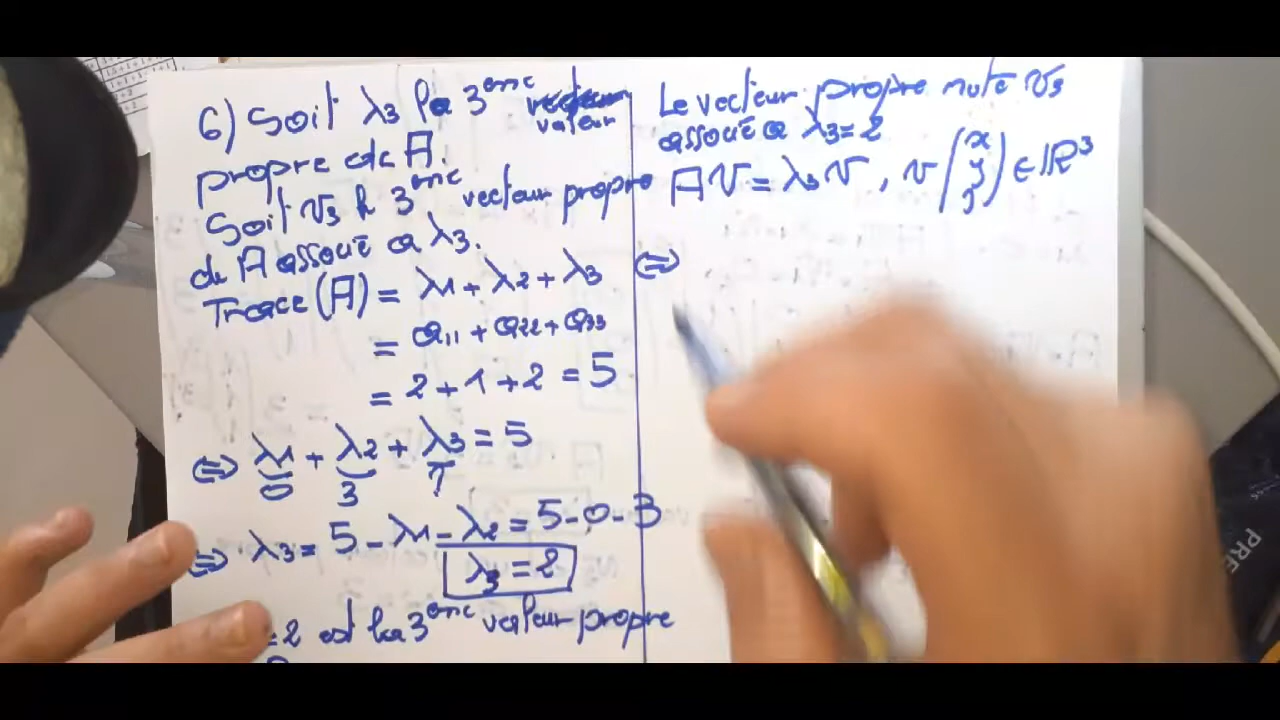 6) Soit λ3 la 3ème vecteur
valeur
propre de A.
Soit v3 le 3ème vecteur propre
de A associé à λ3.
Trace(A) = λ1 + λ2 + λ3
= a11 + a22 + a33
= 2 + 1 + 2 = 5
⇔ λ1 + λ2 + λ3 = 5
0 3 ?
⇔ λ3 = 5 - λ1 - λ2 = 5 - 0 - 3
λ3 = 2
=2 est la 3ème valeur propre
Le vecteur propre noté v3
associé à λ3 = 2
AV = λ3V, v (x y z) ∈ ℝ³
⇔
PRE